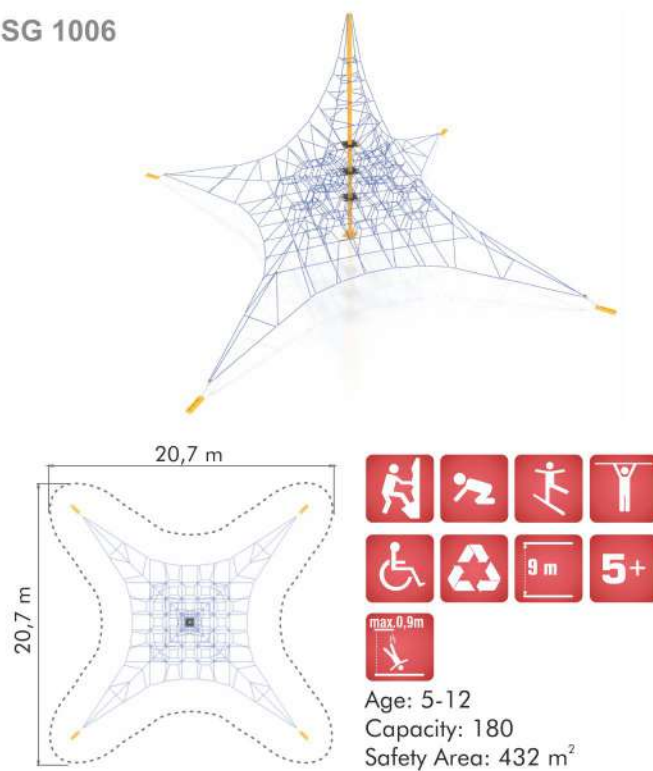 SG 1006
20,7 m
20,7 m
9 m
5+
max.0,9m
Age: 5-12
Capacity: 180
Safety Area: 432 m²